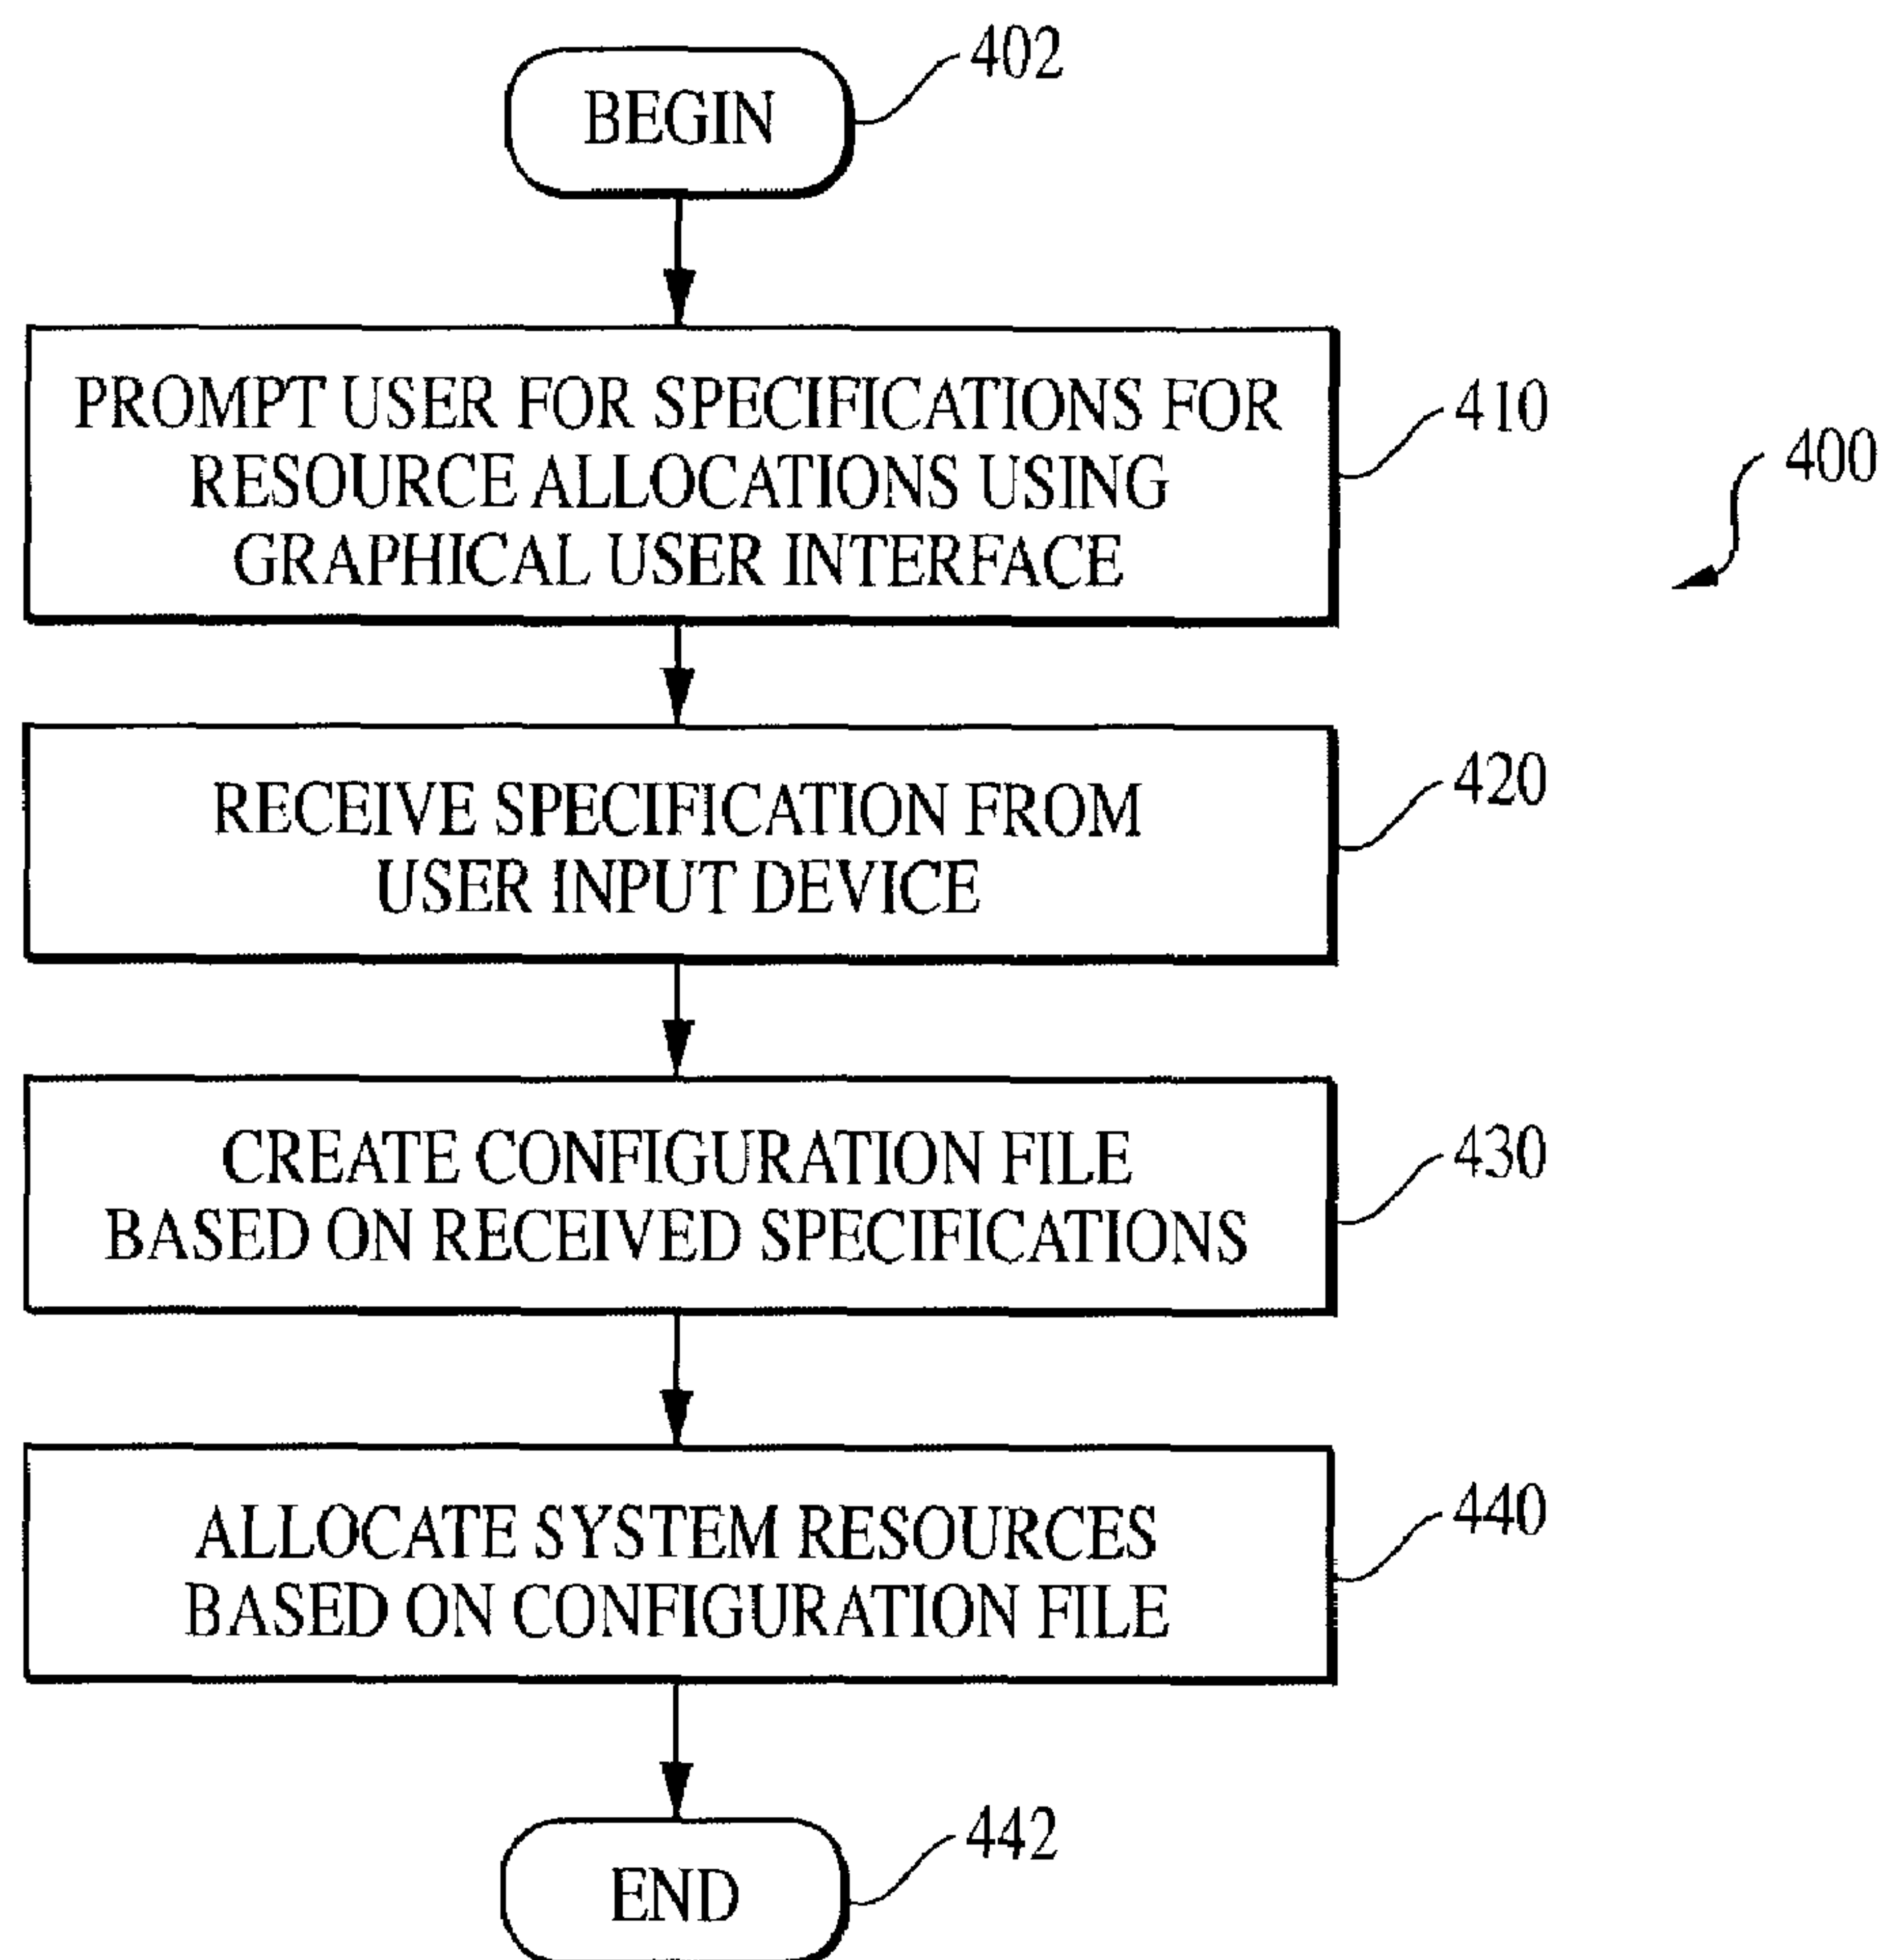 402
BEGIN
PROMPT USER FOR SPECIFICATIONS FOR
RESOURCE ALLOCATIONS USING
GRAPHICAL USER INTERFACE
410
400
RECEIVE SPECIFICATION FROM
USER INPUT DEVICE
420
CREATE CONFIGURATION FILE
BASED ON RECEIVED SPECIFICATIONS
430
ALLOCATE SYSTEM RESOURCES
BASED ON CONFIGURATION FILE
440
442
END